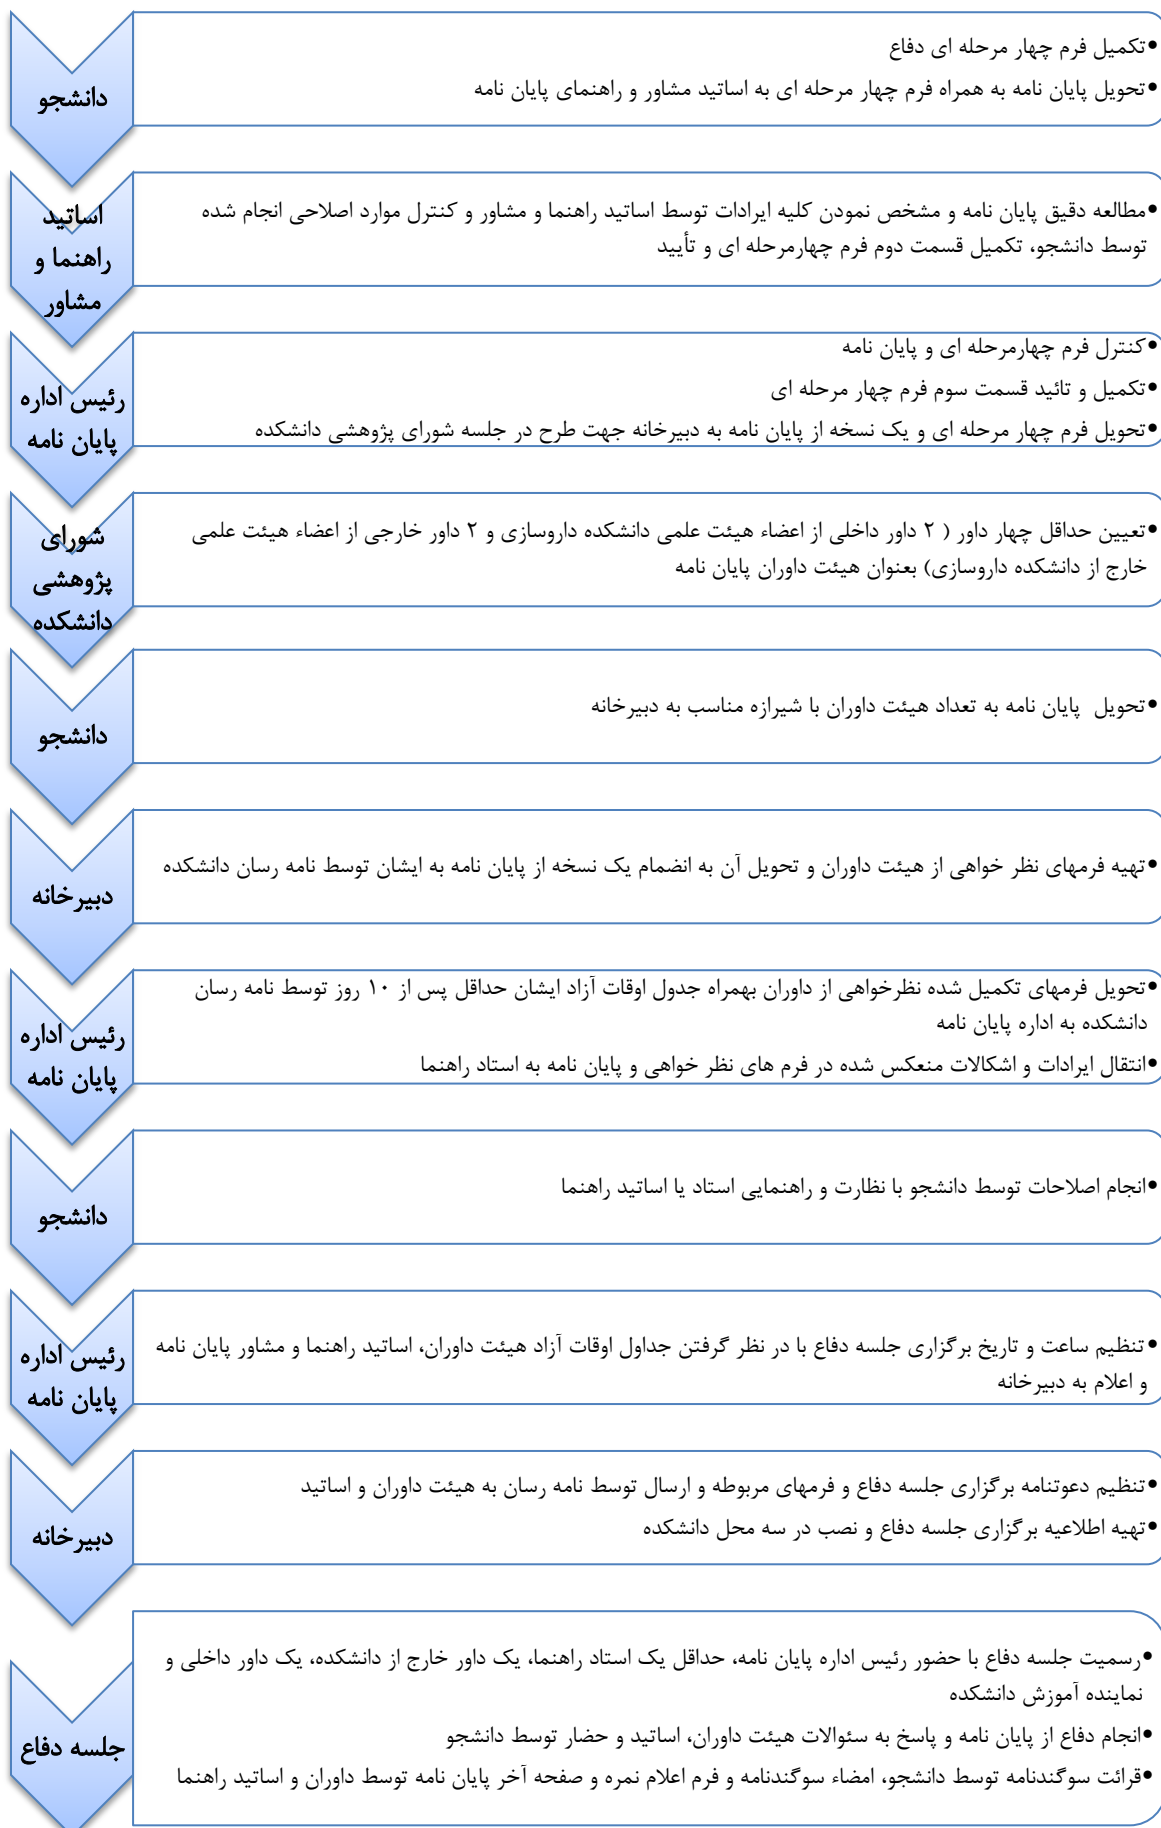 دانشجو
•تکمیل فرم چهار مرحله ای دفاع
•تحویل پایان نامه به همراه فرم چهار مرحله ای به اساتید مشاور و راهنمای پایان نامه
اساتید
راهنما و
مشاور
•مطالعه دقیق پایان نامه و مشخص نمودن کلیه ایرادات توسط اساتید راهنما و مشاور و کنترل موارد اصلاحی انجام شده
توسط دانشجو، تکمیل قسمت دوم فرم چهارمرحله ای و تأیید
رئیس اداره
پایان نامه
•کنترل فرم چهارمرحله ای و پایان نامه
•تکمیل و تائید قسمت سوم فرم چهار مرحله ای
•تحویل فرم چهار مرحله ای و یک نسخه از پایان نامه به دبیرخانه جهت طرح در جلسه شورای پژوهشی دانشکده
شورای
پژوهشی
دانشکده
•تعیین حداقل چهار داور ( ۲ داور داخلی از اعضاء هیئت علمی دانشکده داروسازی و ۲ داور خارجی از اعضاء هیئت علمی
خارج از دانشکده داروسازی) بعنوان هیئت داوران پایان نامه
دانشجو
•تحویل پایان نامه به تعداد هیئت داوران با شیرازه مناسب به دبیرخانه
دبیرخانه
•تهیه فرمهای نظر خواهی از هیئت داوران و تحویل آن به انضمام یک نسخه از پایان نامه به ایشان توسط نامه رسان دانشکده
رئیس اداره
پایان نامه
•تحویل فرمهای تکمیل شده نظرخواهی از داوران بهمراه جدول اوقات آزاد ایشان حداقل پس از ۱۰ روز توسط نامه رسان
دانشکده به اداره پایان نامه
•انتقال ایرادات و اشکالات منعکس شده در فرم های نظر خواهی و پایان نامه به استاد راهنما
دانشجو
•انجام اصلاحات توسط دانشجو با نظارت و راهنمایی استاد یا اساتید راهنما
رئیس اداره
پایان نامه
•تنظیم ساعت و تاریخ برگزاری جلسه دفاع با در نظر گرفتن جداول اوقات آزاد هیئت داوران، اساتید راهنما و مشاور پایان نامه
و اعلام به دبیرخانه
دبیرخانه
•تنظیم دعوتنامه برگزاری جلسه دفاع و فرمهای مربوطه و ارسال توسط نامه رسان به هیئت داوران و اساتید
•تهیه اطلاعیه برگزاری جلسه دفاع و نصب در سه محل دانشکده
جلسه دفاع
•رسمیت جلسه دفاع با حضور رئیس اداره پایان نامه، حداقل یک استاد راهنما، یک داور خارج از دانشکده، یک داور داخلی و
نماینده آموزش دانشکده
•انجام دفاع از پایان نامه و پاسخ به سئوالات هیئت داوران، اساتید و حضار توسط دانشجو
•قرائت سوگندنامه توسط دانشجو، امضاء سوگندنامه و فرم اعلام نمره و صفحه آخر پایان نامه توسط داوران و اساتید راهنما